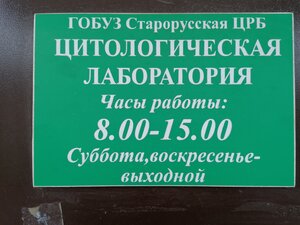 ГОБУЗ Старорусская ЦРБ
ЦИТОЛОГИЧЕСКАЯ
ЛАБОРАТОРИЯ
Часы работы:
8.00-15.00
Суббота,воскресенье-
выходной